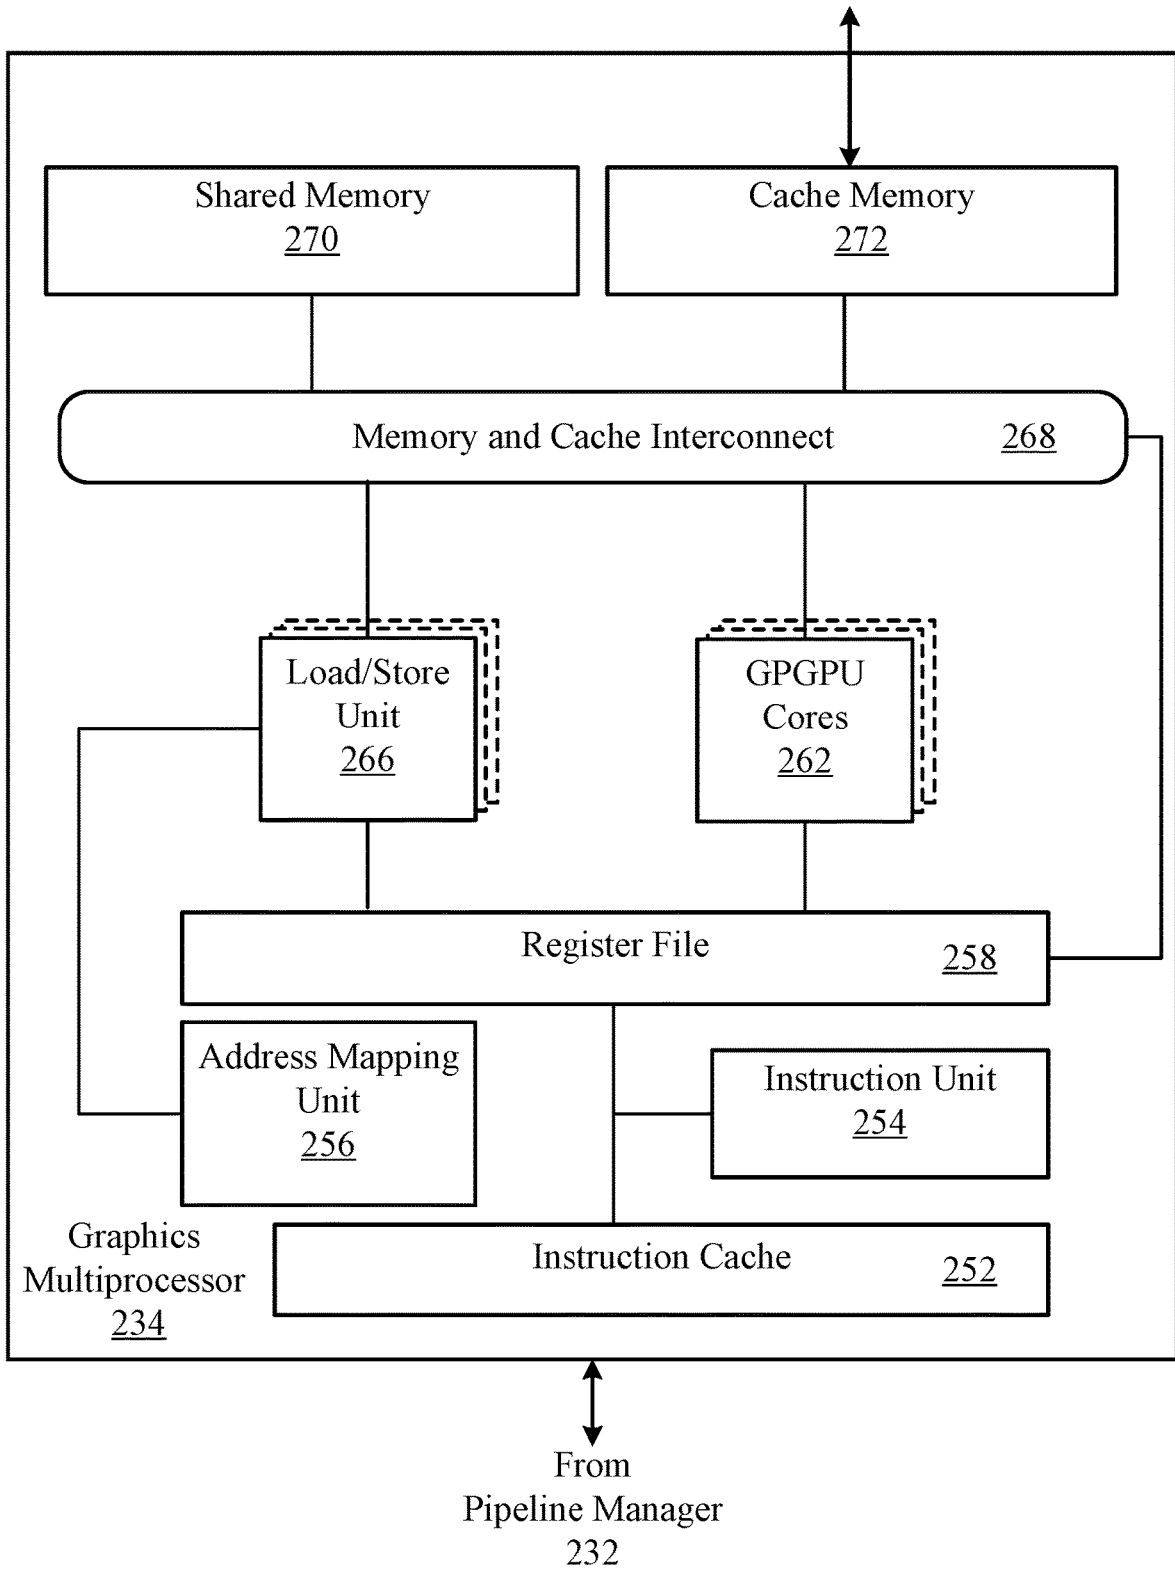 Shared Memory
270
Cache Memory
272
Memory and Cache Interconnect 268
Load/Store
Unit
266
GPGPU
Cores
262
Register File 258
Address Mapping
Unit
256
Instruction Unit
254
Graphics
Multiprocessor
234
Instruction Cache 252
From
Pipeline Manager
232